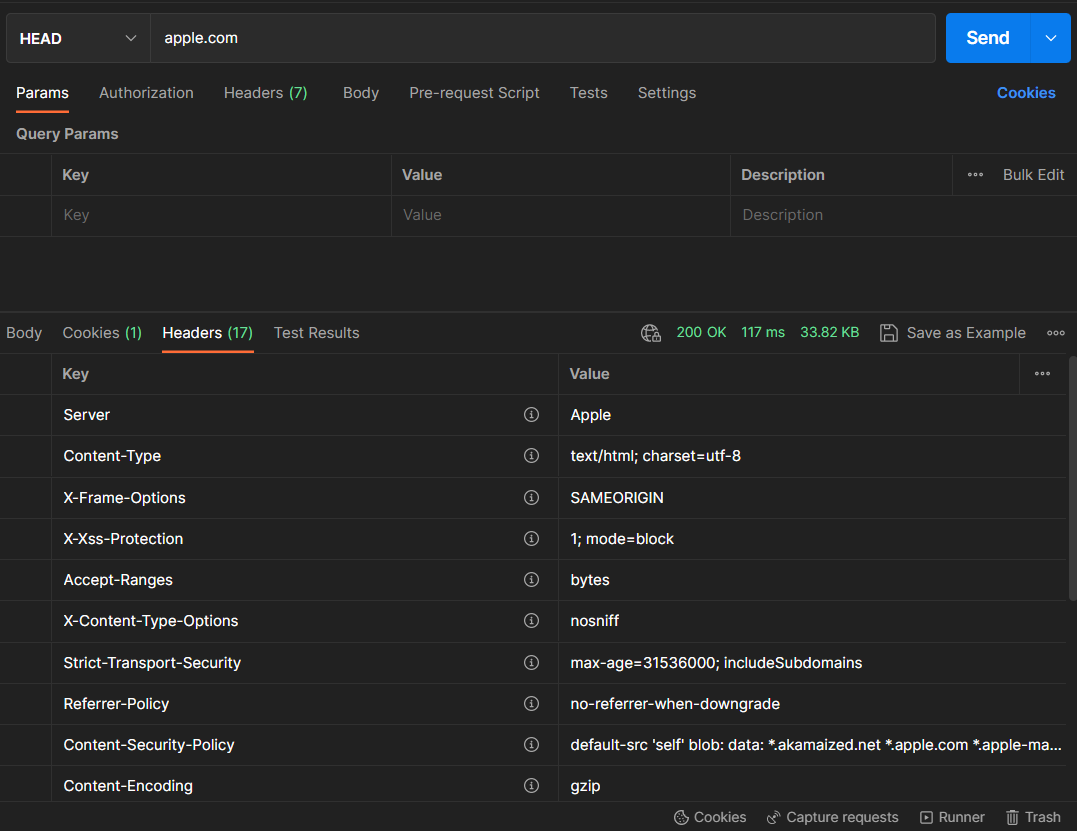 HEAD apple.com Send
Params Authorization Headers (7) Body Pre-request Script Tests Settings Cookies
Query Params
Key Value Description Bulk Edit
Key Value Description
Body Cookies (1) Headers (17) Test Results 200 OK 117 ms 33.82 KB Save as Example
Key Value
Server Apple
Content-Type text/html; charset=utf-8
X-Frame-Options SAMEORIGIN
X-Xss-Protection 1; mode=block
Accept-Ranges bytes
X-Content-Type-Options nosniff
Strict-Transport-Security max-age=31536000; includeSubdomains
Referrer-Policy no-referrer-when-downgrade
Content-Security-Policy default-src 'self' blob: data: *.akamaized.net *.apple.com *.apple-ma...
Content-Encoding gzip
Cookies Capture requests Runner Trash